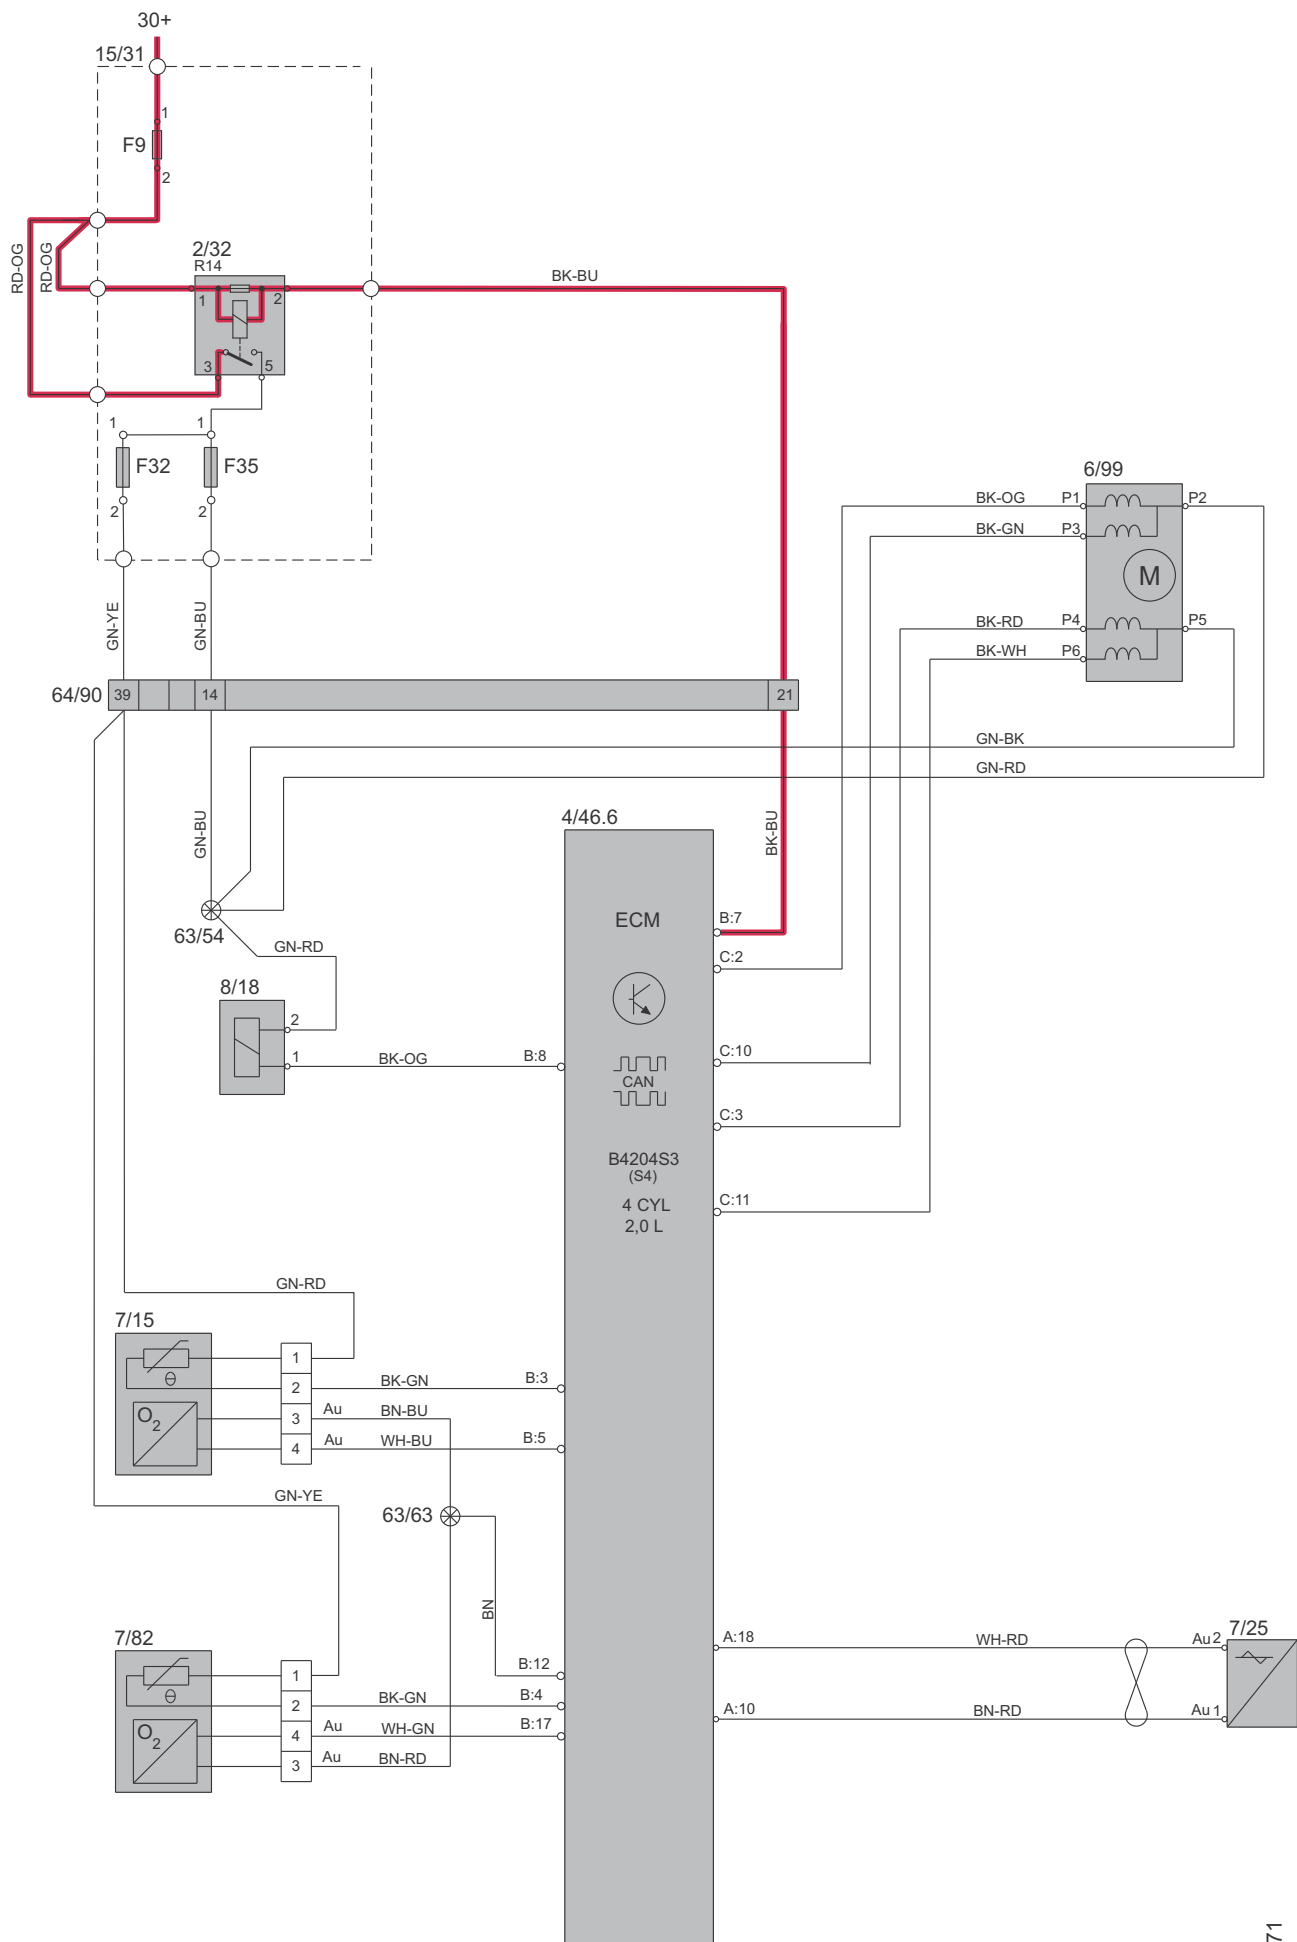 30+
15/31
1
F9
2
RD-OG
RD-OG
2/32
R14
1
2
BK-BU
3
5
1
1
F32
F35
2
2
6/99
BK-OG P1
P2
BK-GN P3
M
BK-RD P4
P5
BK-WH P6
GN-YE
GN-BU
64/90 39 14 21
GN-BK
GN-RD
GN-BU
BK-BU
4/46.6
ECM
B:7
63/54
GN-RD
C:2
8/18
2
1
BK-OG
B:8
CAN
C:10
C:3
B4204S3
(S4)
4 CYL
2,0 L
C:11
GN-RD
7/15
1
θ
2
BK-GN
B:3
O2
3
Au
BN-BU
4
Au
WH-BU
B:5
GN-YE
63/63
BN
7/82
1
B:12
θ
2
BK-GN
B:4
O2
4
Au
WH-GN
B:17
3
Au
BN-RD
A:18
WH-RD
Au 2
7/25
A:10
BN-RD
Au 1
71